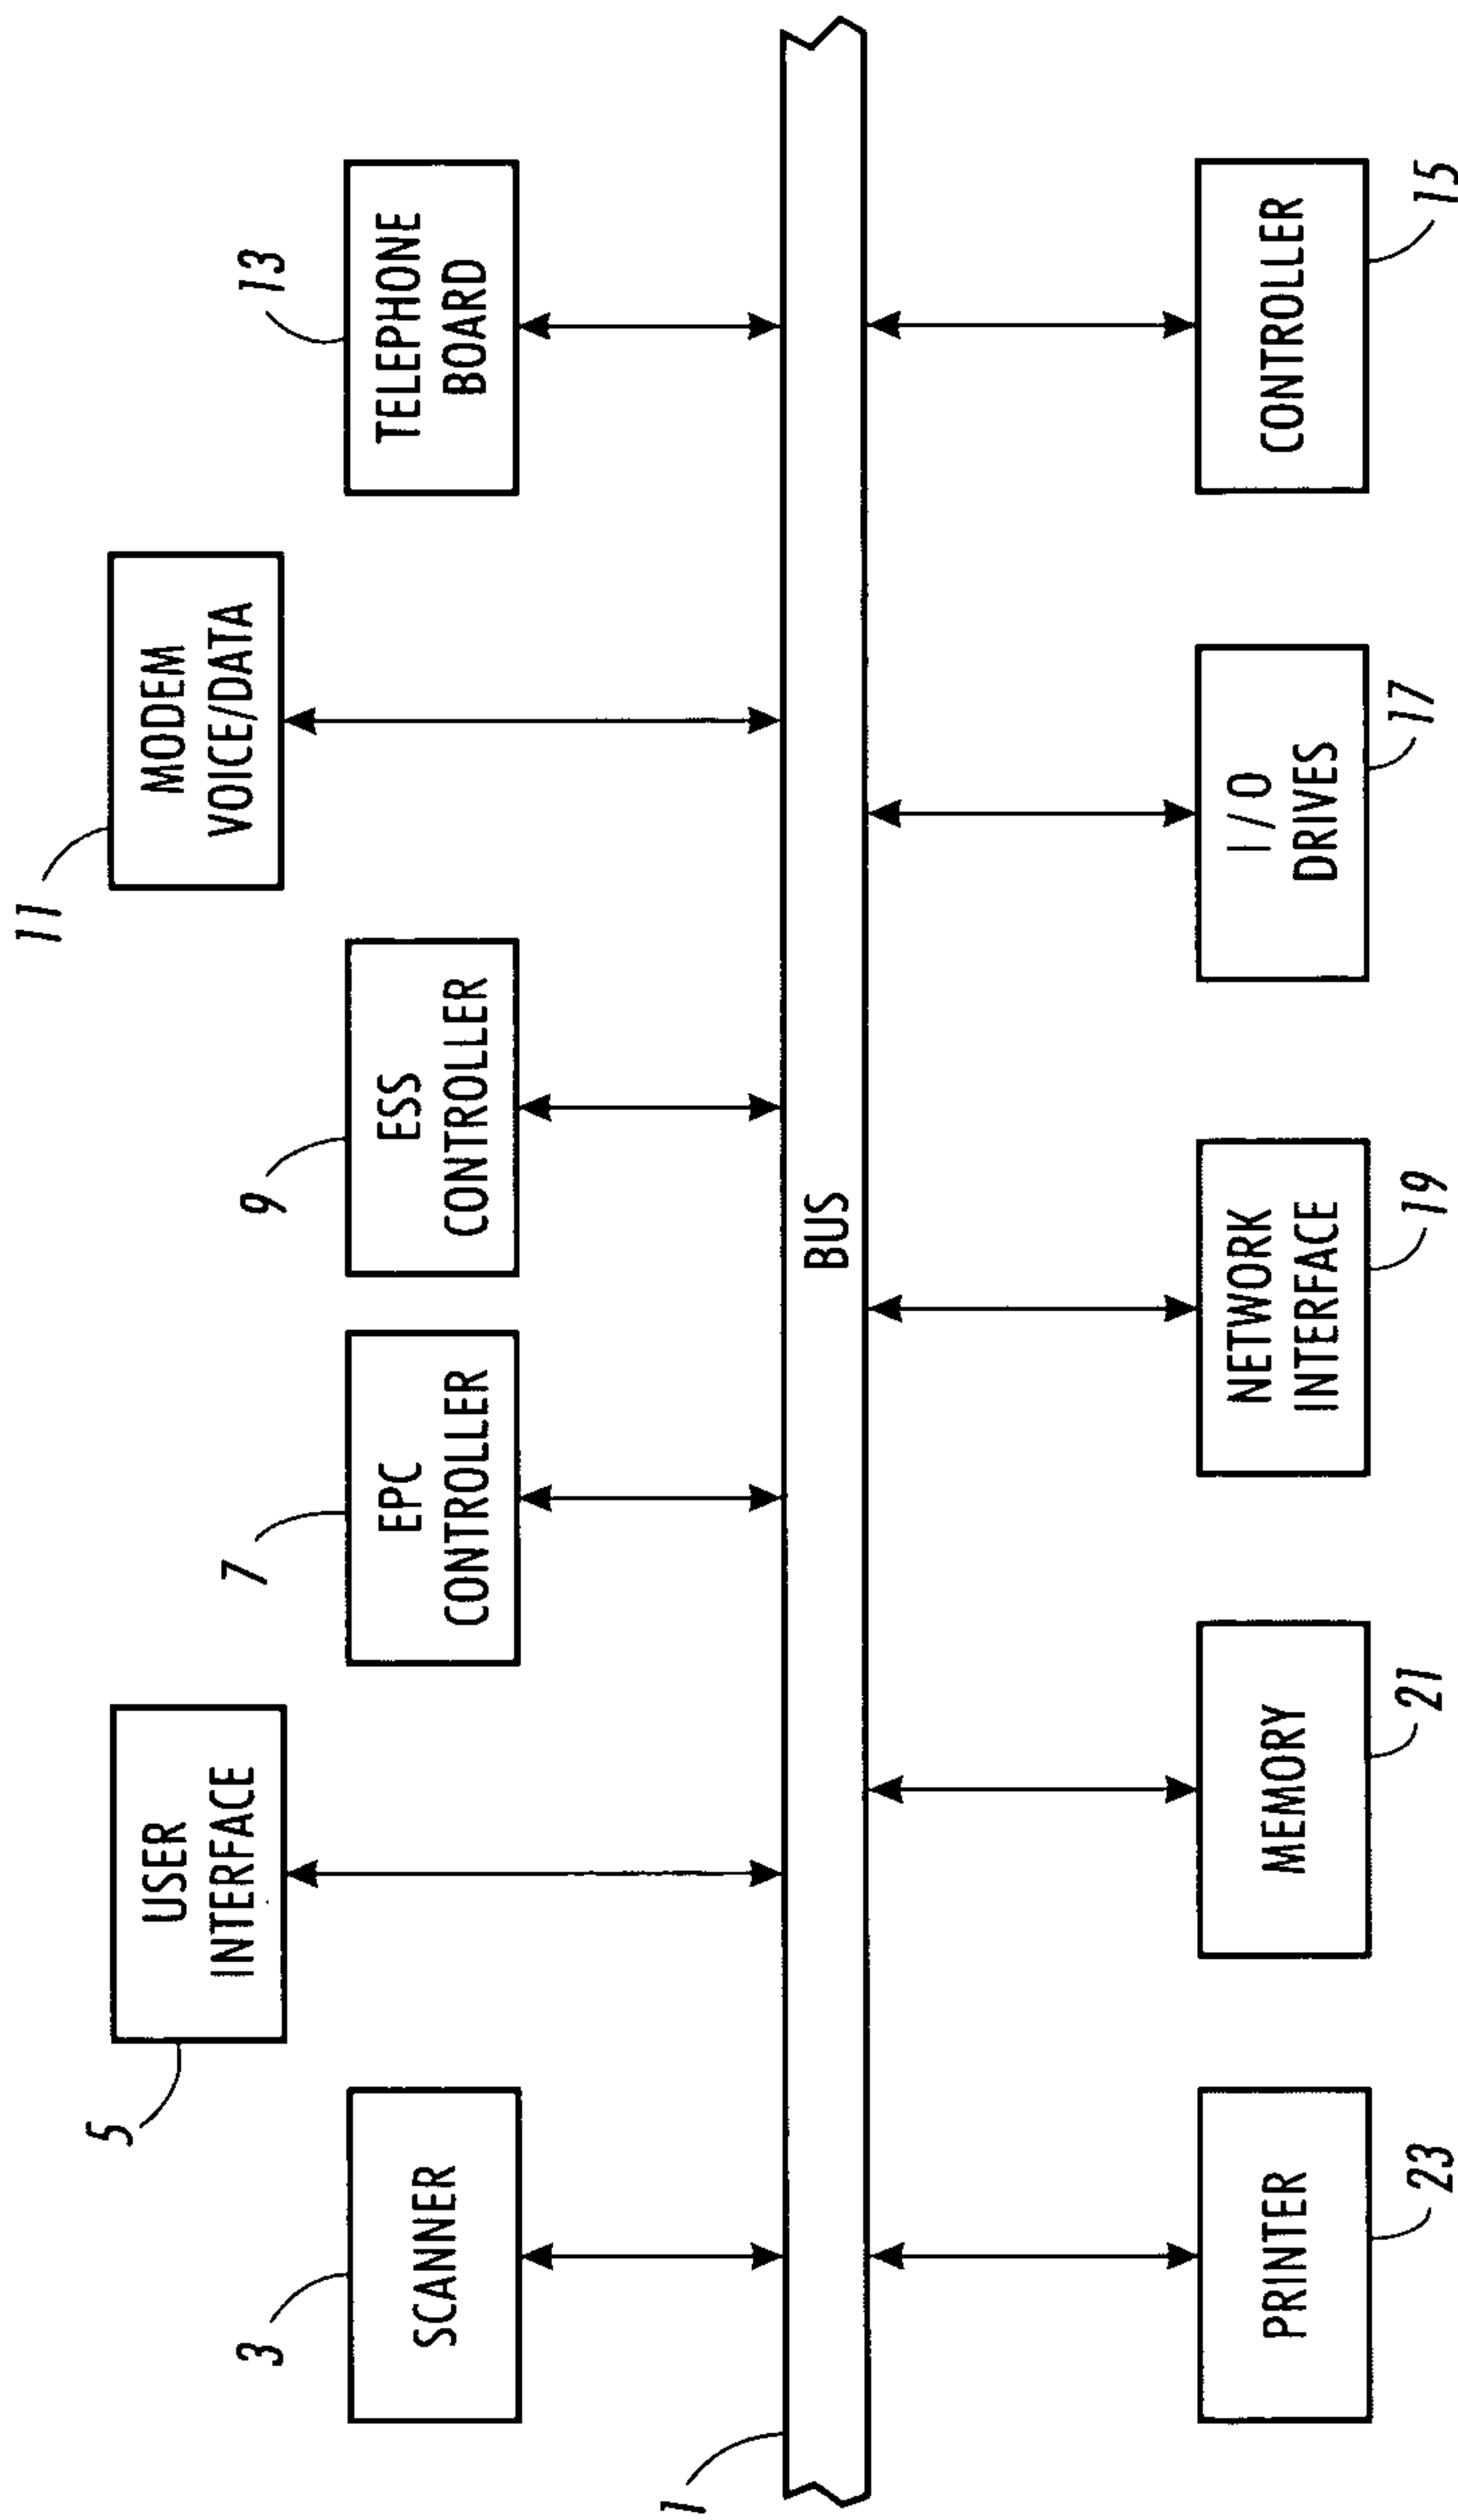 11
MODEM
VOICE/DATA
5
USER
INTERFACE
3
SCANNER
7
EPC
CONTROLLER
9
ESS
CONTROLLER
13
TELEPHONE
BOARD
1
BUS
PRINTER
23
MEMORY
21
NETWORK
INTERFACE
19
I/O
DRIVES
17
CONTROLLER
15